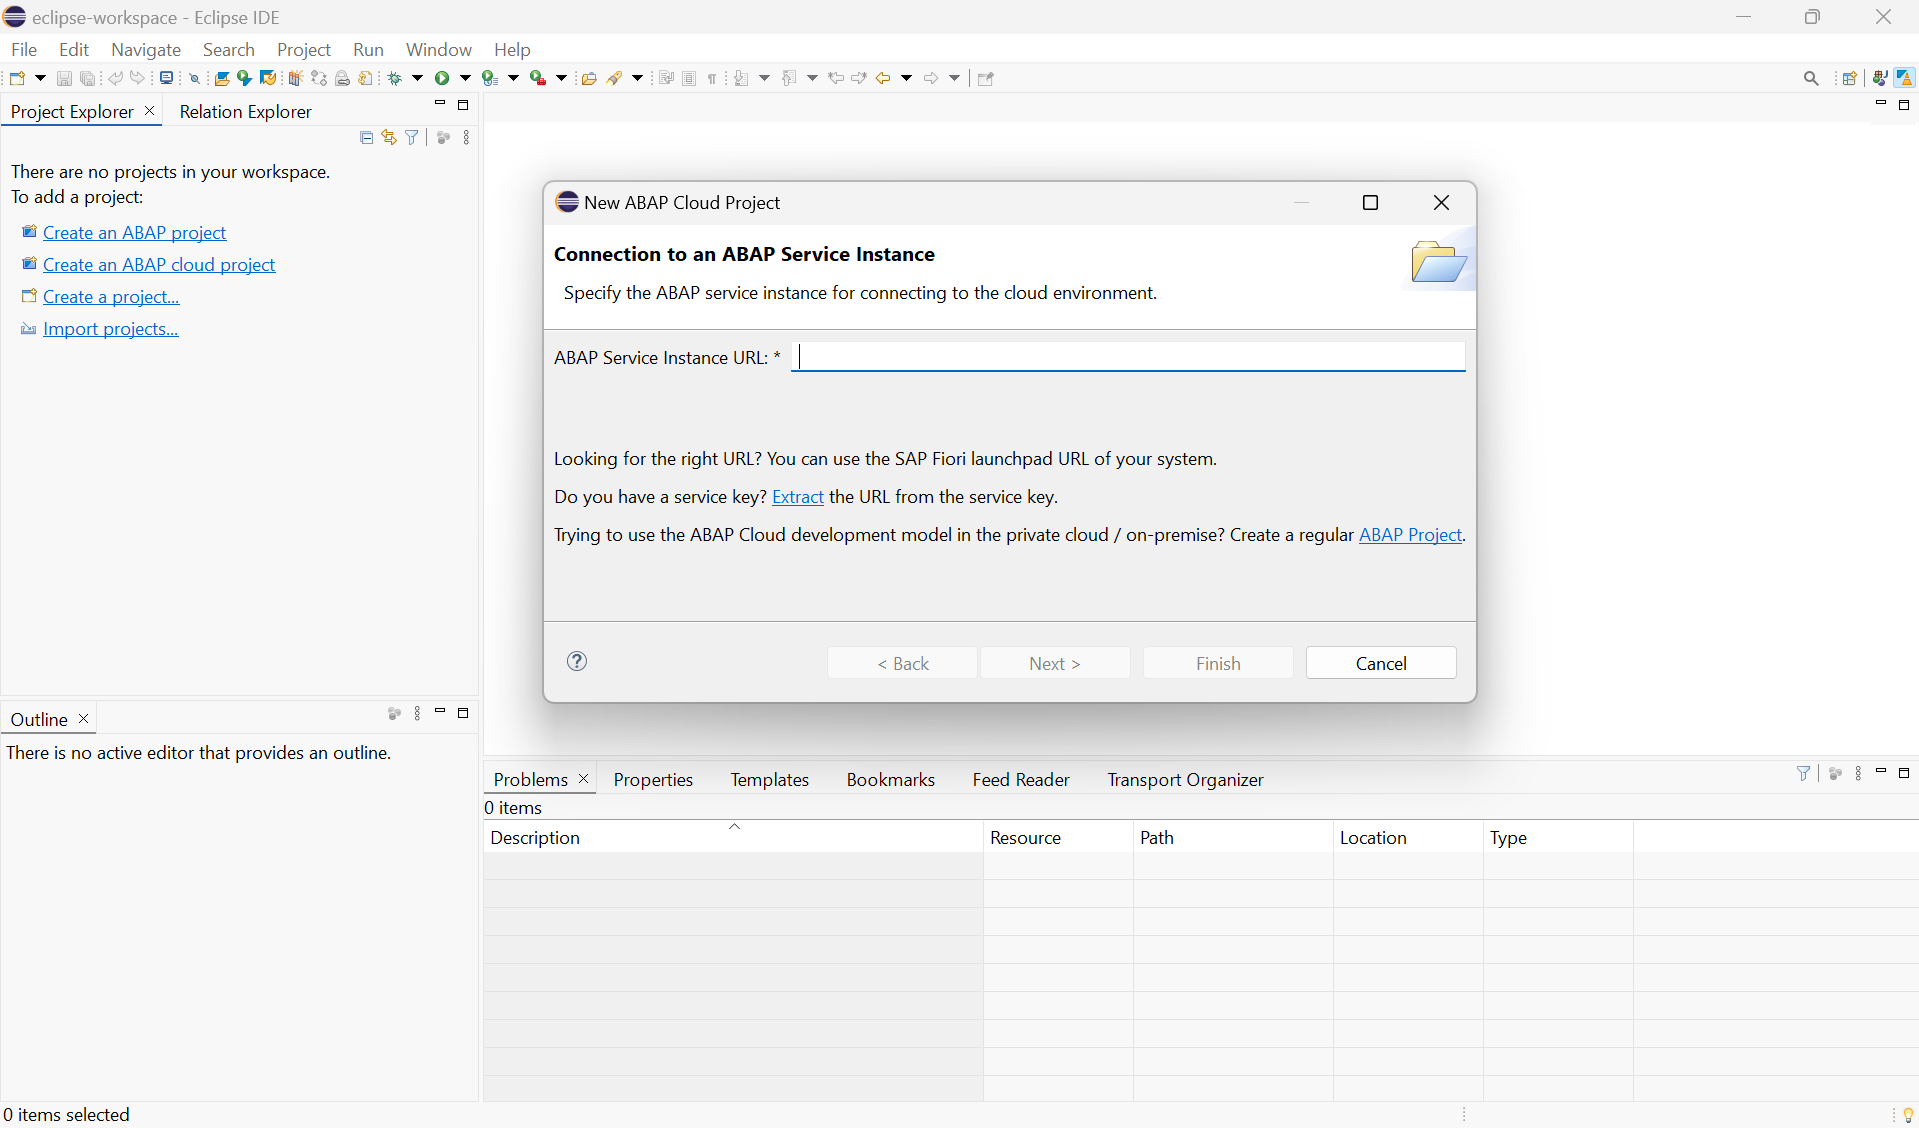 eclipse-workspace - Eclipse IDE
File Edit Navigate Search Project Run Window Help
Project Explorer Relation Explorer
There are no projects in your workspace.
To add a project:
Create an ABAP project
Create an ABAP cloud project
Create a project...
Import projects...
New ABAP Cloud Project
Connection to an ABAP Service Instance
Specify the ABAP service instance for connecting to the cloud environment.
ABAP Service Instance URL: *
Looking for the right URL? You can use the SAP Fiori launchpad URL of your system.
Do you have a service key? Extract the URL from the service key.
Trying to use the ABAP Cloud development model in the private cloud / on-premise? Create a regular ABAP Project.
< Back Next > Finish Cancel
Outline
There is no active editor that provides an outline.
Problems Properties Templates Bookmarks Feed Reader Transport Organizer
0 items
Description Resource Path Location Type
0 items selected